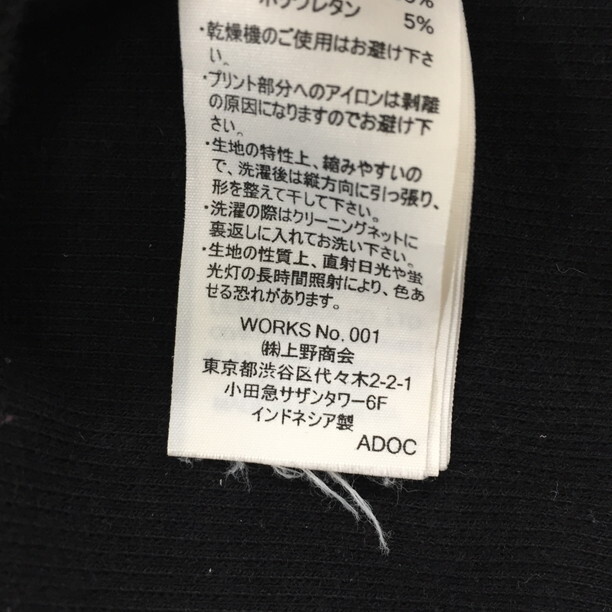 ポリウレタン 5%
・乾燥機のご使用はお避け下さ
い。
・プリント部分へのアイロンは剥離
の原因になりますのでお避け下
さい。
・生地の特性上、縮みやすいの
で、洗濯後は縦方向に引っ張り、
形を整えて干して下さい。
・洗濯の際はクリーニングネットに
裏返しに入れてお洗い下さい。
・生地の性質上、直射日光や蛍
光灯の長時間照射により、色あ
せる恐れがあります。
WORKS No. 001
㈱上野商会
東京都渋谷区代々木2-2-1
小田急サザンタワー6F
インドネシア製
ADOC